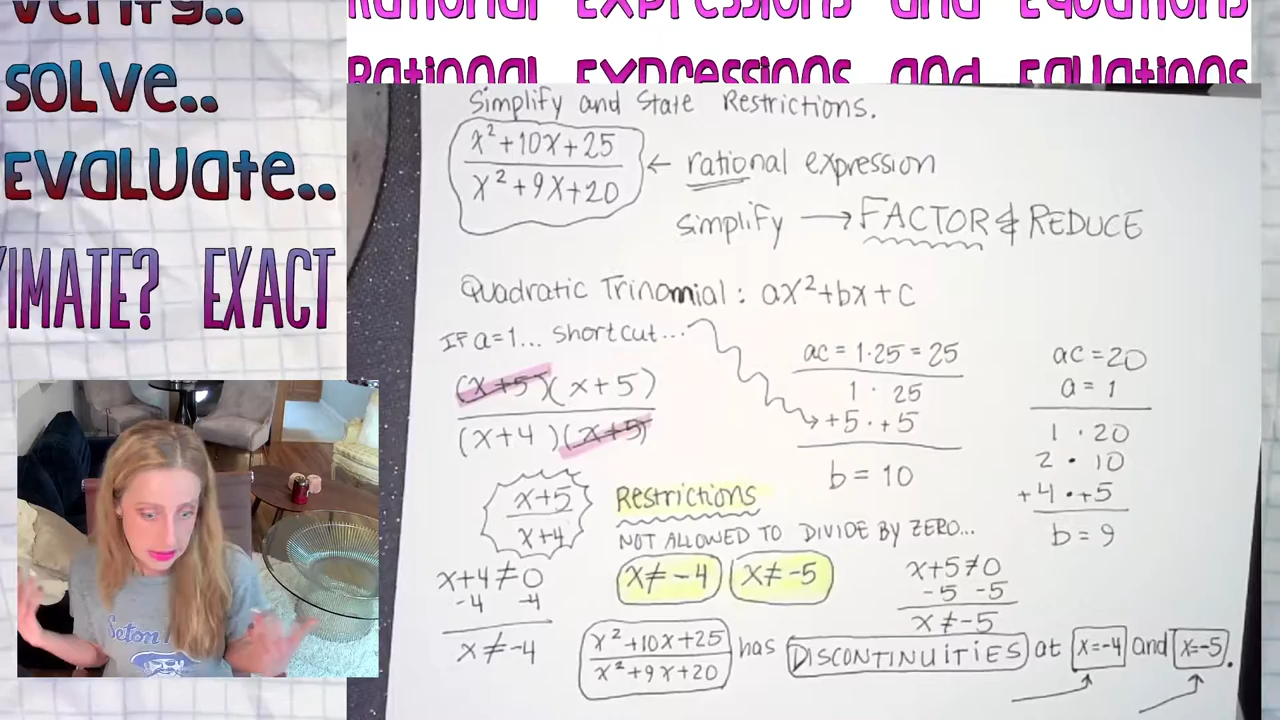 Verify..
SOLVE..
EVALUATE..
IMATE? EXACT
Rational Expressions and Equations
Rational Expressions and Equations
Simplify and State Restrictions.
x²+10x+25
x²+9x+20
← rational expression
simplify → FACTOR & REDUCE
Quadratic Trinomial: ax²+bx+c
If a=1... shortcut...
(x+5)(x+5)
(x+4)(x+5)
ac=1·25=25
1 · 25
+5·+5
b=10
ac=20
a=1
1 · 20
2 · 10
+4·+5
b=9
x+5
x+4
Restrictions
NOT ALLOWED TO DIVIDE BY ZERO...
x≠-4 x≠-5
x+4≠0
-4 -4
x≠-4
x+5≠0
-5 -5
x≠-5
x²+10x+25
x²+9x+20
has DISCONTINUITIES at x=-4 and x=-5.
Seton